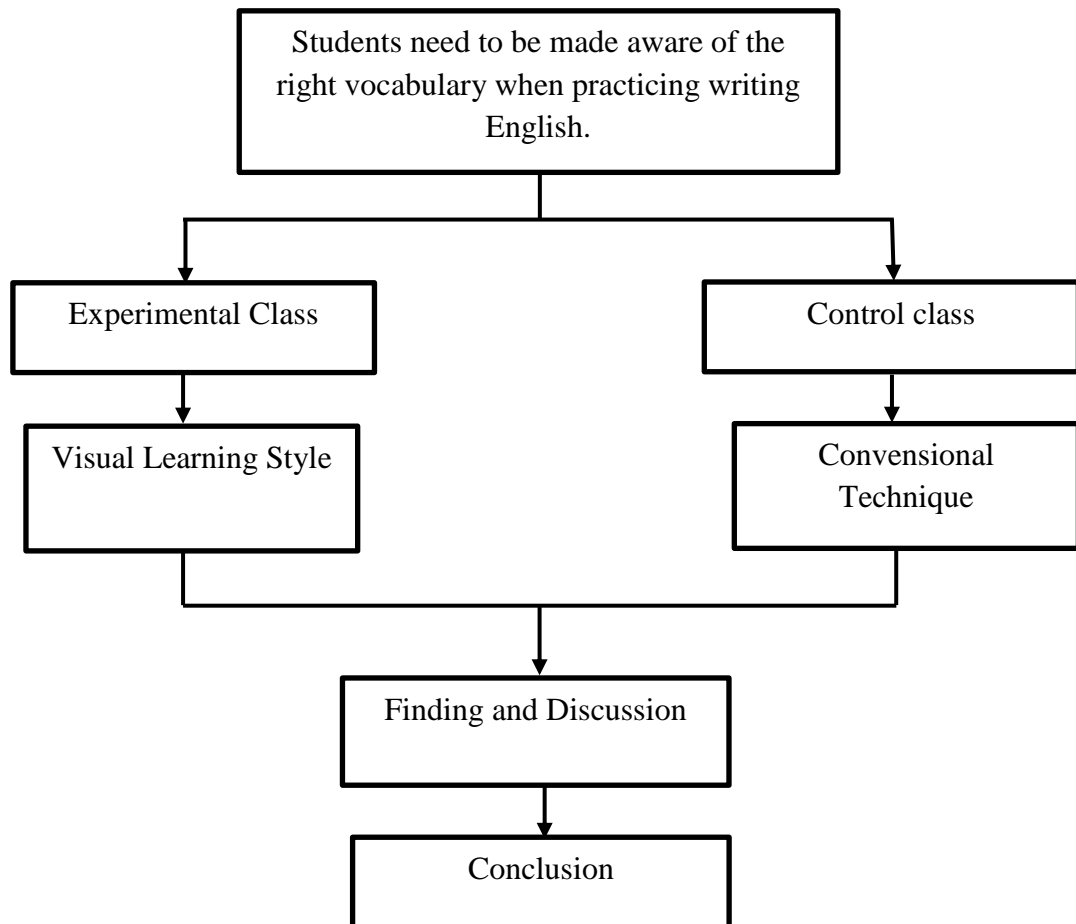 Students need to be made aware of the
right vocabulary when practicing writing
English.
Experimental Class
Control class
Visual Learning Style
Convensional
Technique
Finding and Discussion
Conclusion